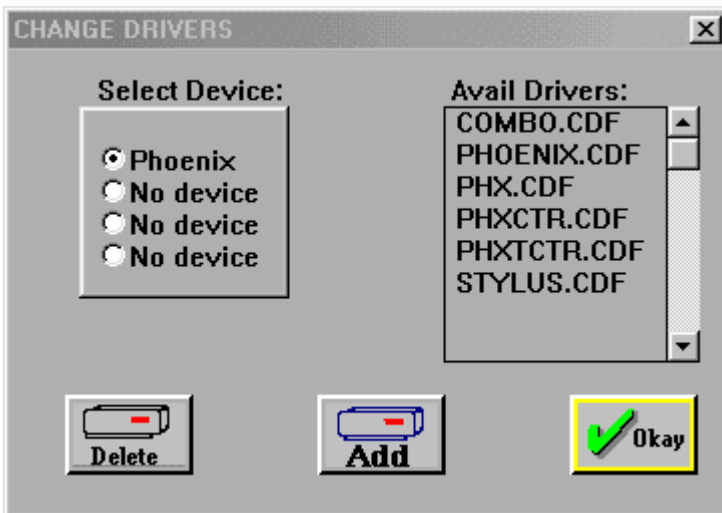 CHANGE DRIVERS
Select Device:
Phoenix
No device
No device
No device
Avail Drivers:
COMBO.CDF
PHOENIX.CDF
PHX.CDF
PHXCTR.CDF
PHXTCTR.CDF
STYLUS.CDF
Delete
Add
Okay